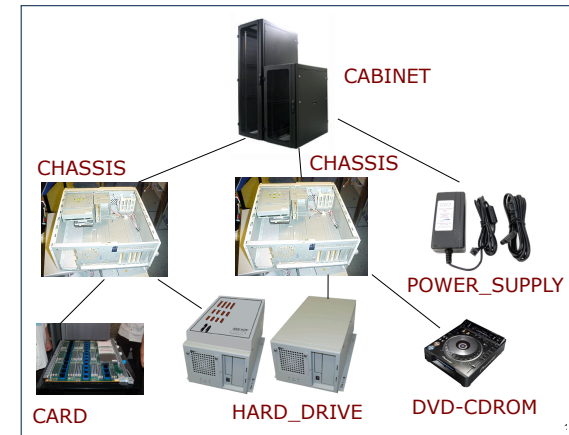 CABINET
CHASSIS
CHASSIS
POWER_SUPPLY
CARD
HARD_DRIVE
DVD-CDROM